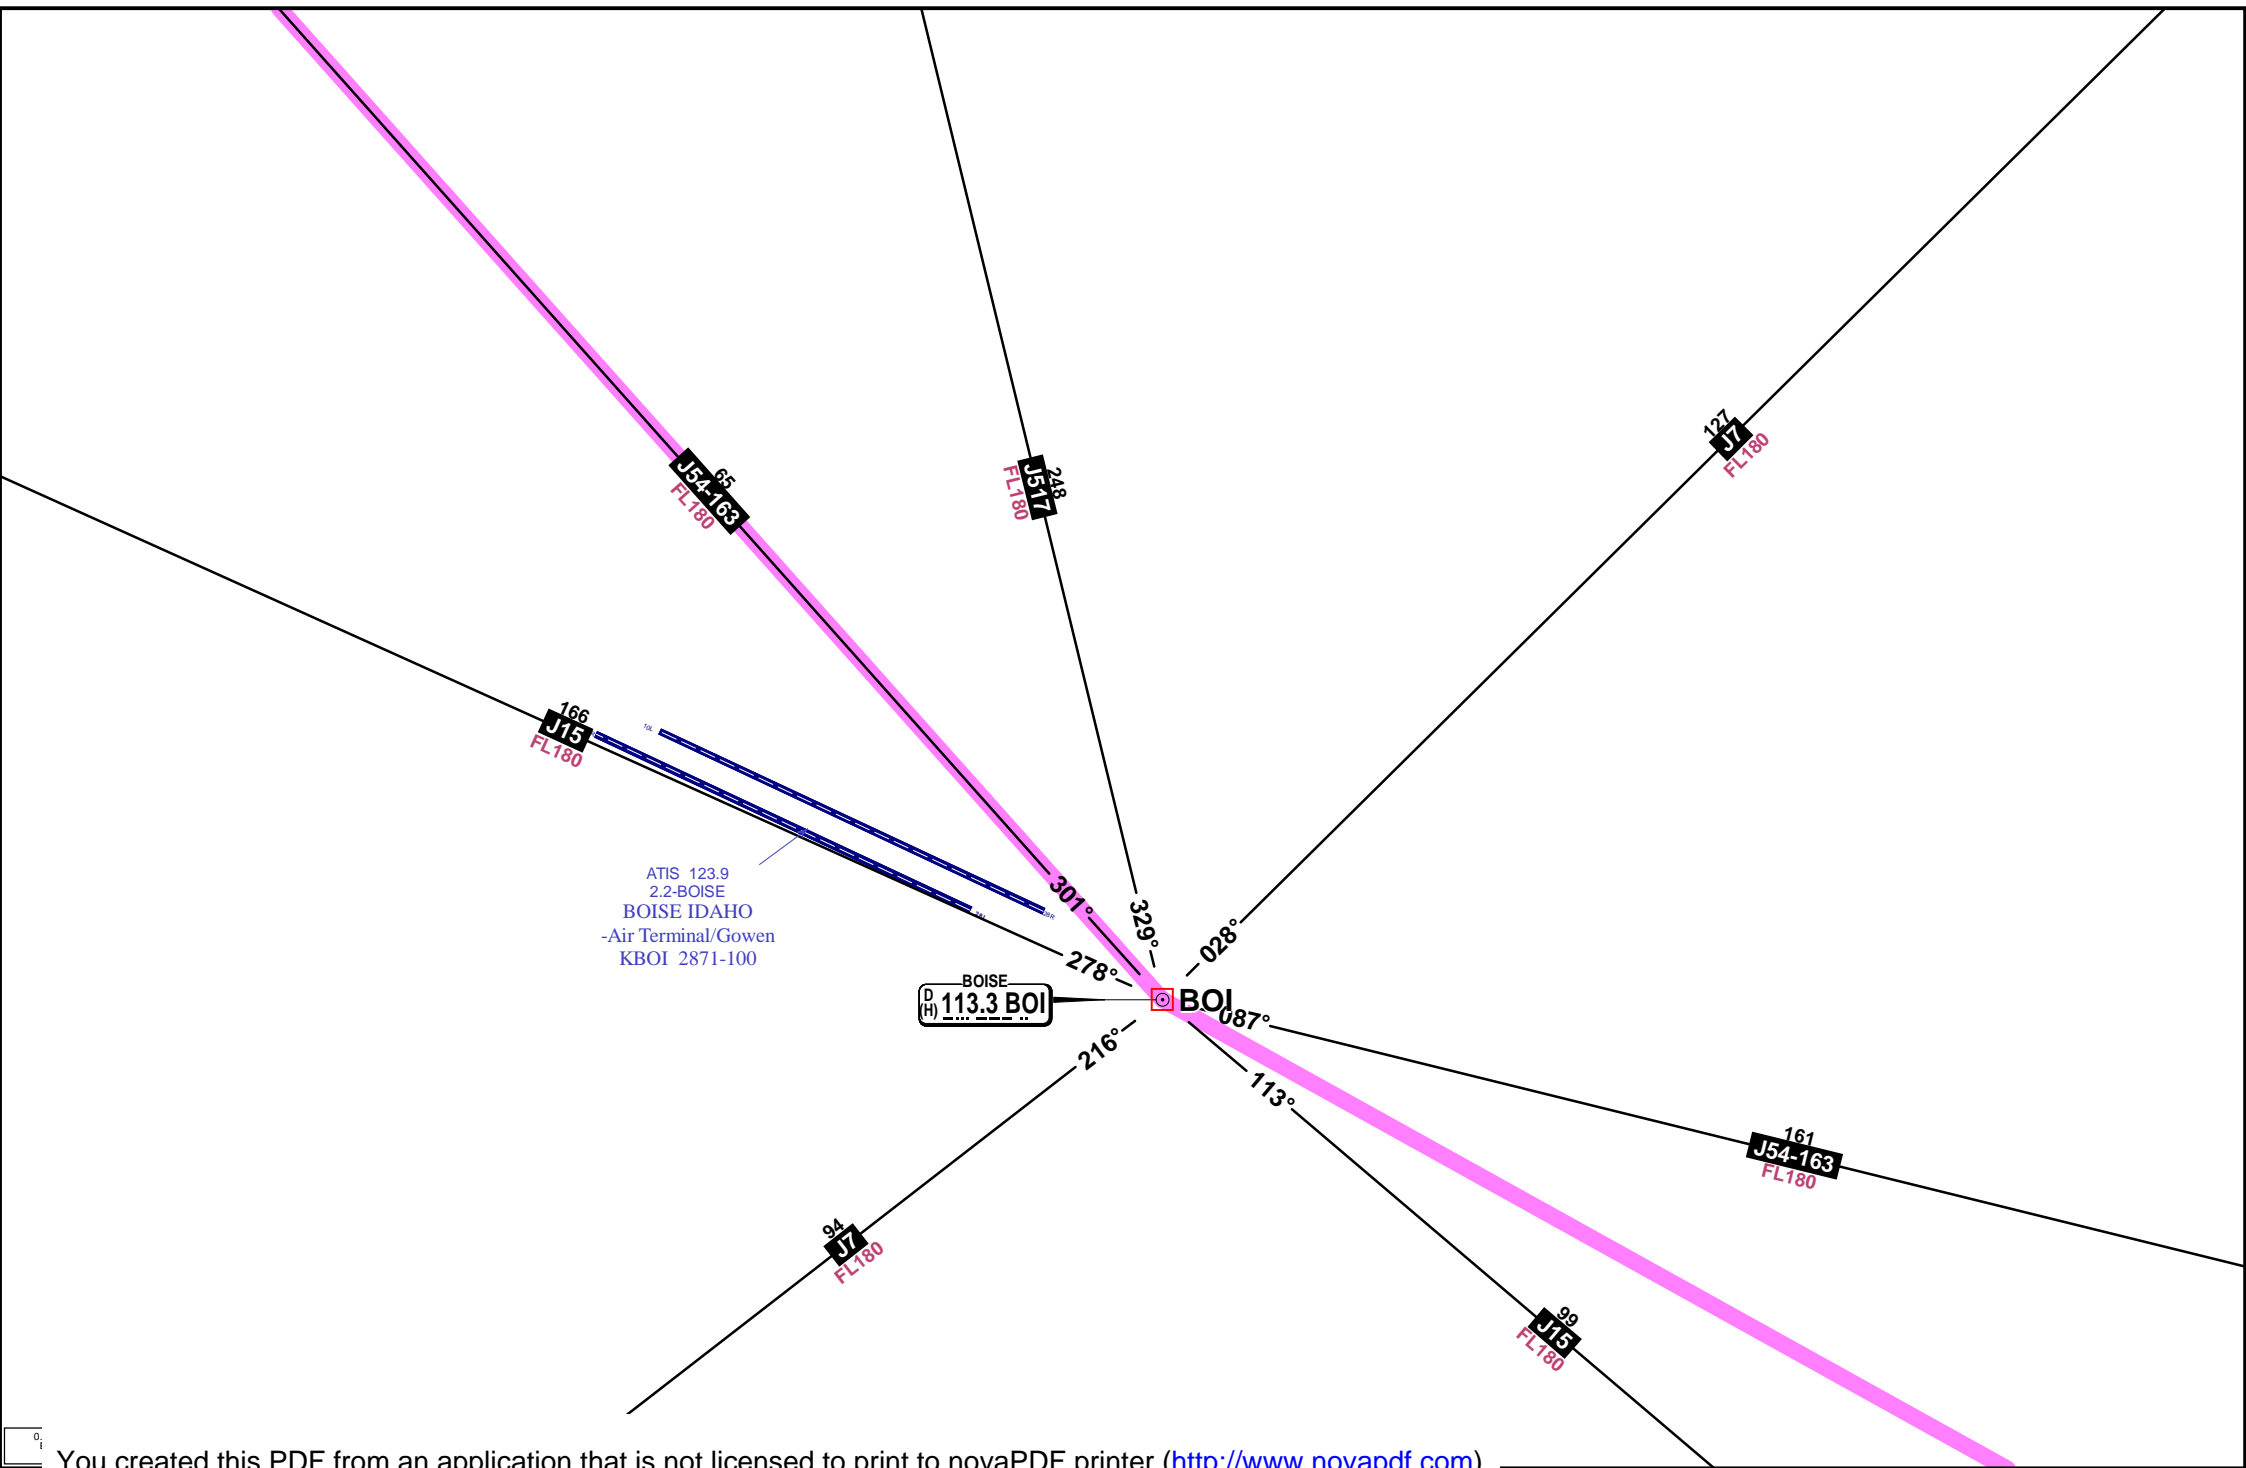 127
J7
FL180
65
J54-163
FL180
248
J517
FL180
166
J15
FL180
10L
28L
28R
ATIS 123.9
2.2-BOISE
BOISE IDAHO
-Air Terminal/Gowen
KBOI 2871-100
301°
329°
028°
278°
BOISE
D
(H)
113.3 BOI
BOI
087°
216°
113°
161
J54-163
FL180
94
J7
FL180
99
J15
FL180
You created this PDF from an application that is not licensed to print to novaPDF printer (http://www.novapdf.com)